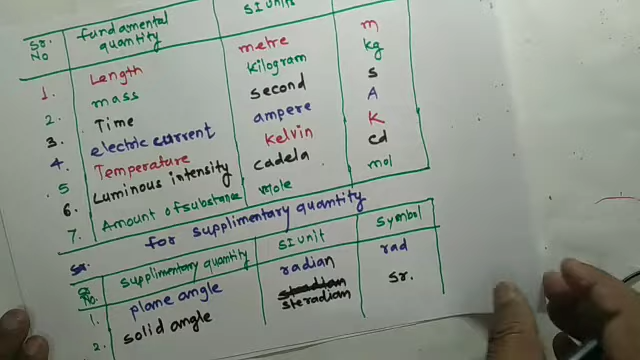 Sr. No fundamental quantity SI units
1. Length metre m
2. mass Kilogram kg
3. Time second s
4. electric current ampere A
5 Temperature Kelvin K
6. Luminous intensity cadela cd
7. Amount of substance mole mol
for supplimentary quantity
Sr. No. supplimentary quantity SI unit symbol
1. plane angle radian rad
2. solid angle steradian Sr.